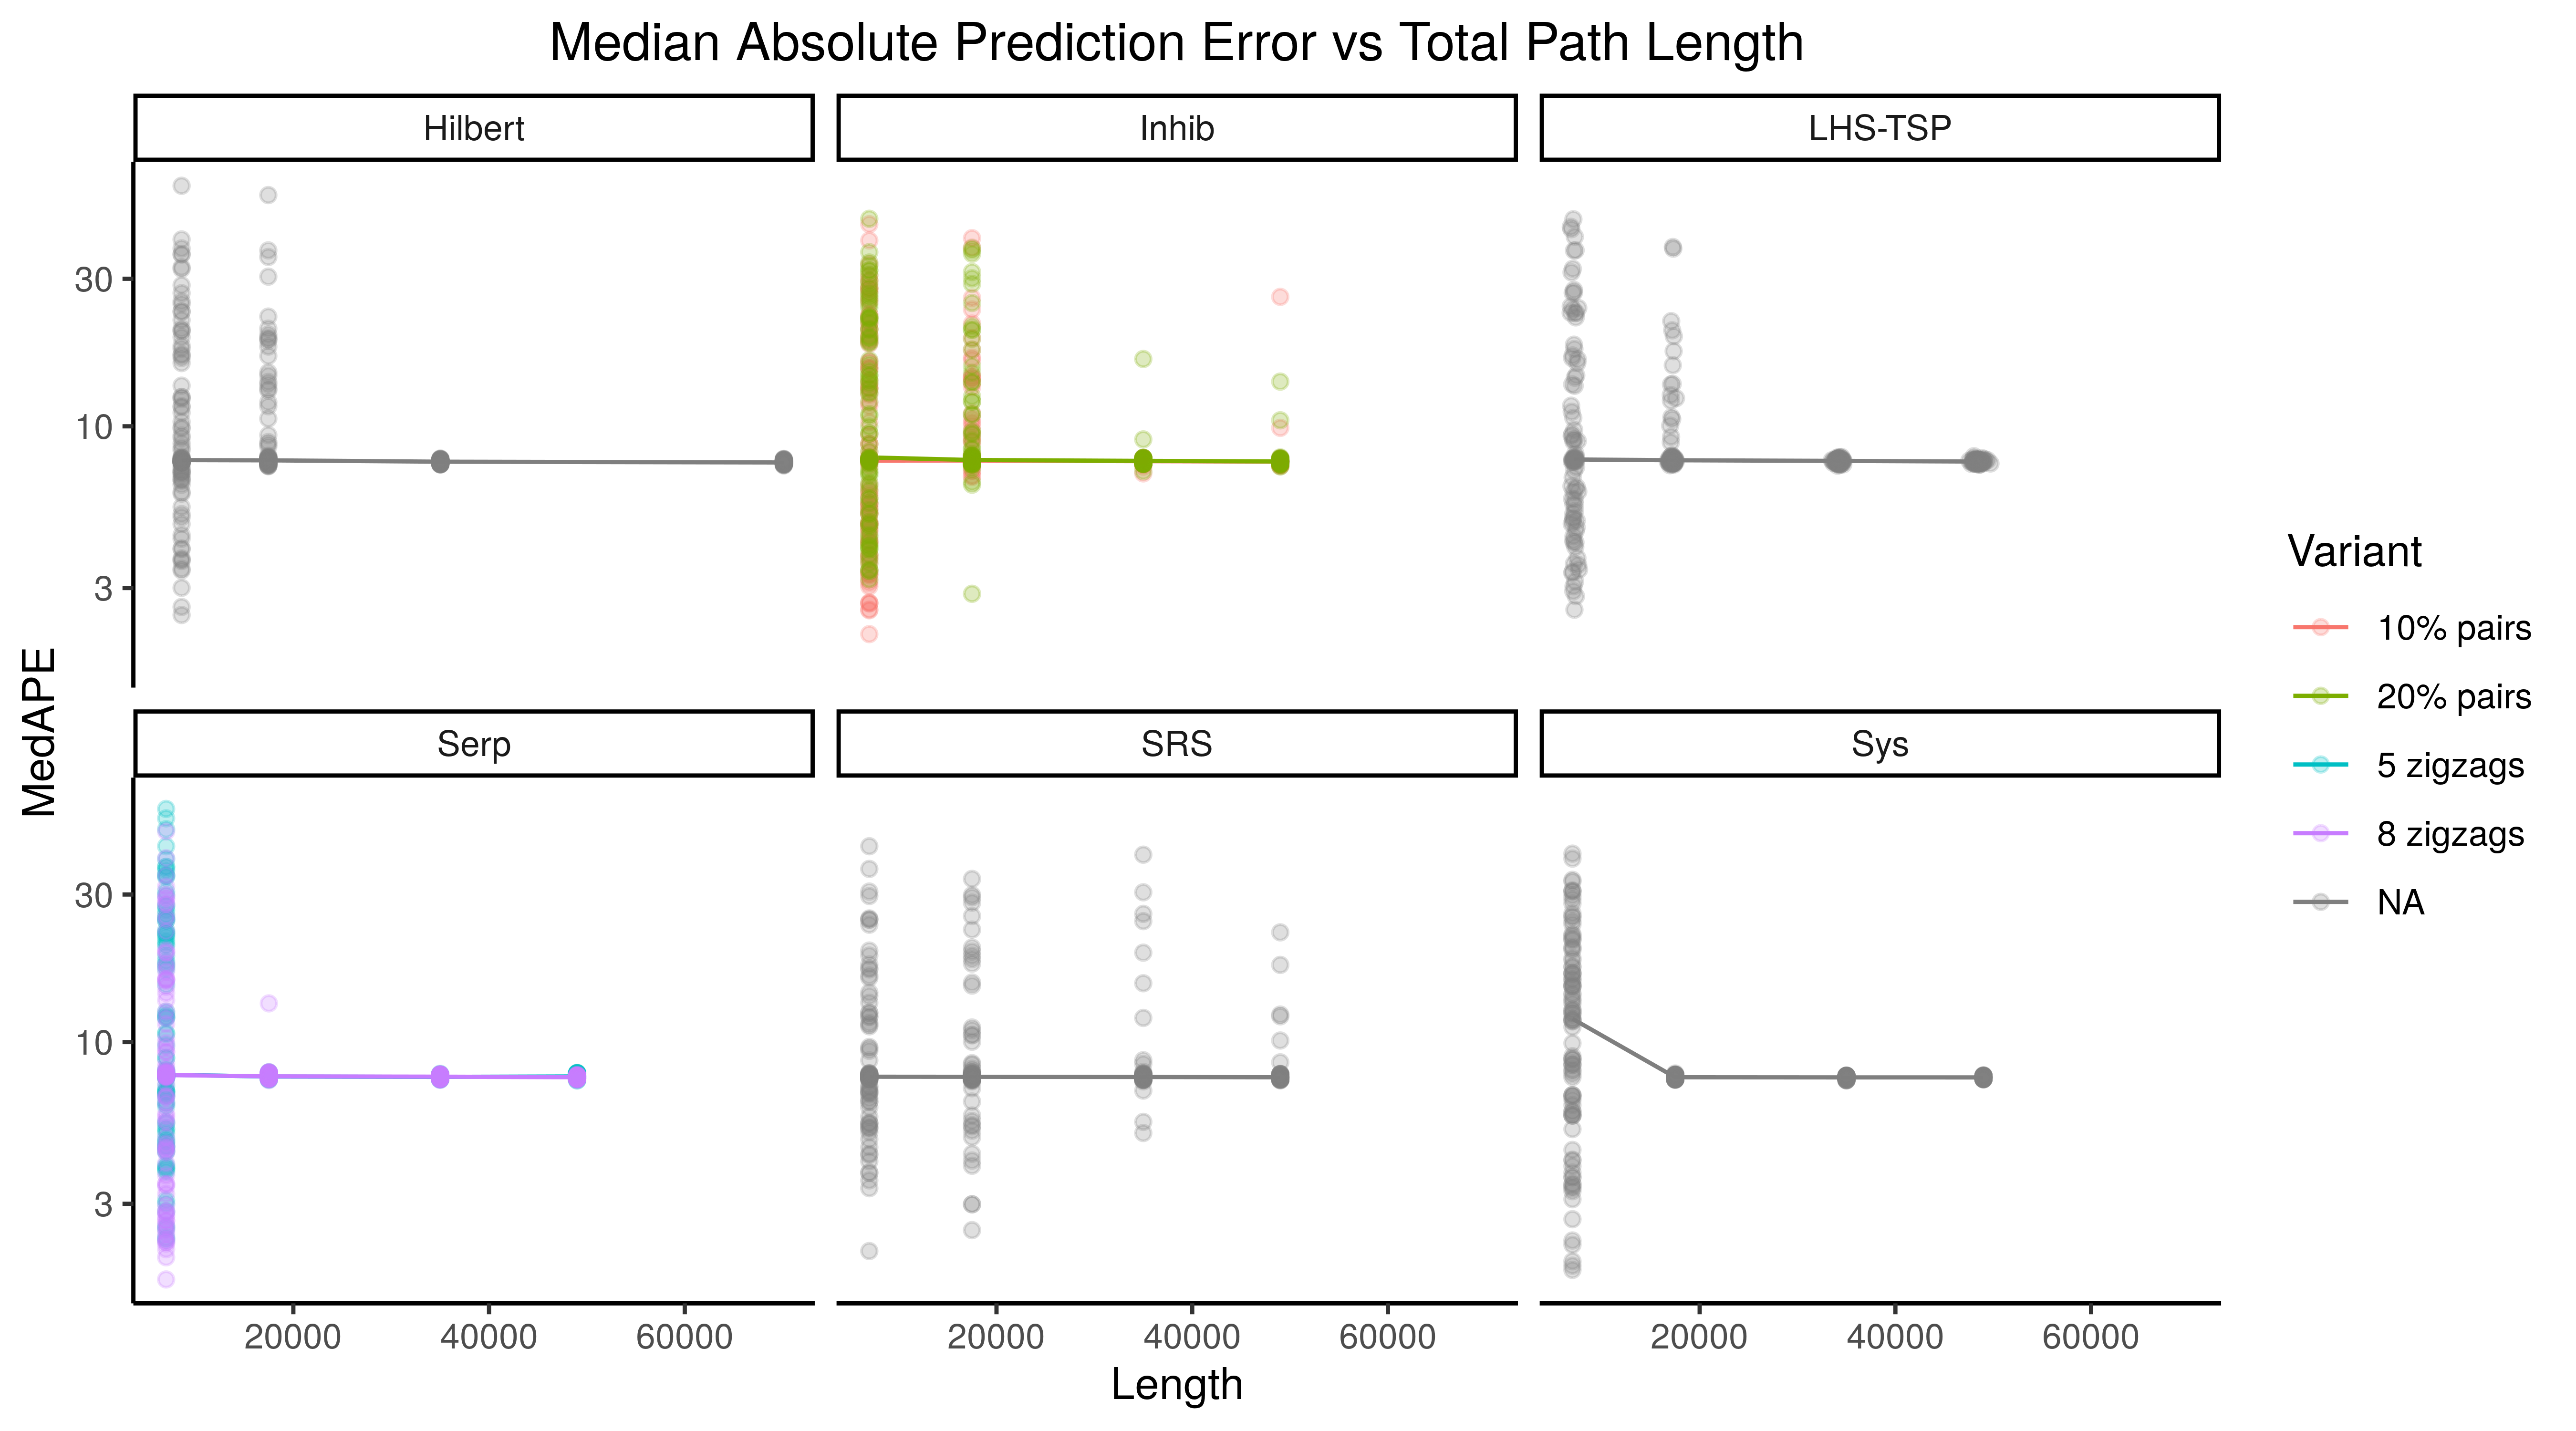 Median Absolute Prediction Error vs Total Path Length
Hilbert
Inhib
LHS-TSP
30
10
3
MedAPE
Serp
SRS
Sys
30
10
3
20000 40000 60000
20000 40000 60000
20000 40000 60000
Length
Variant
10% pairs
20% pairs
5 zigzags
8 zigzags
NA